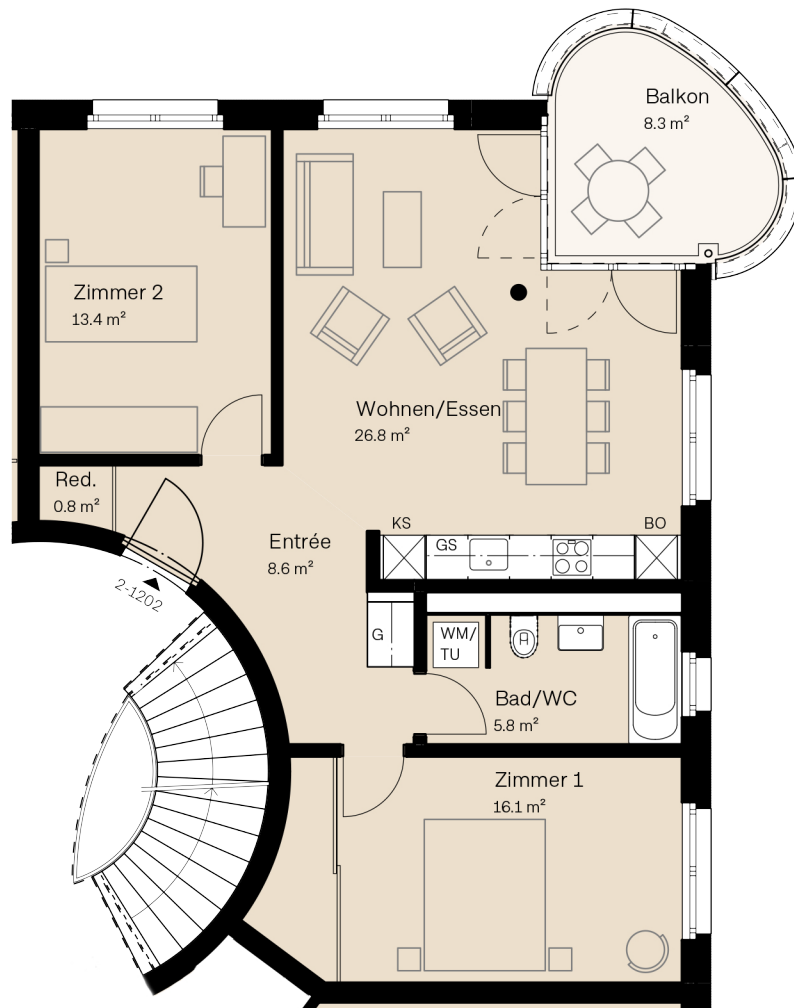 Balkon
8.3 m²
Zimmer 2
13.4 m²
Wohnen/Essen
26.8 m²
Red.
0.8 m²
KS
BO
GS
Entrée
8.6 m²
2-1202
G
WM/
TU
Bad/WC
5.8 m²
Zimmer 1
16.1 m²